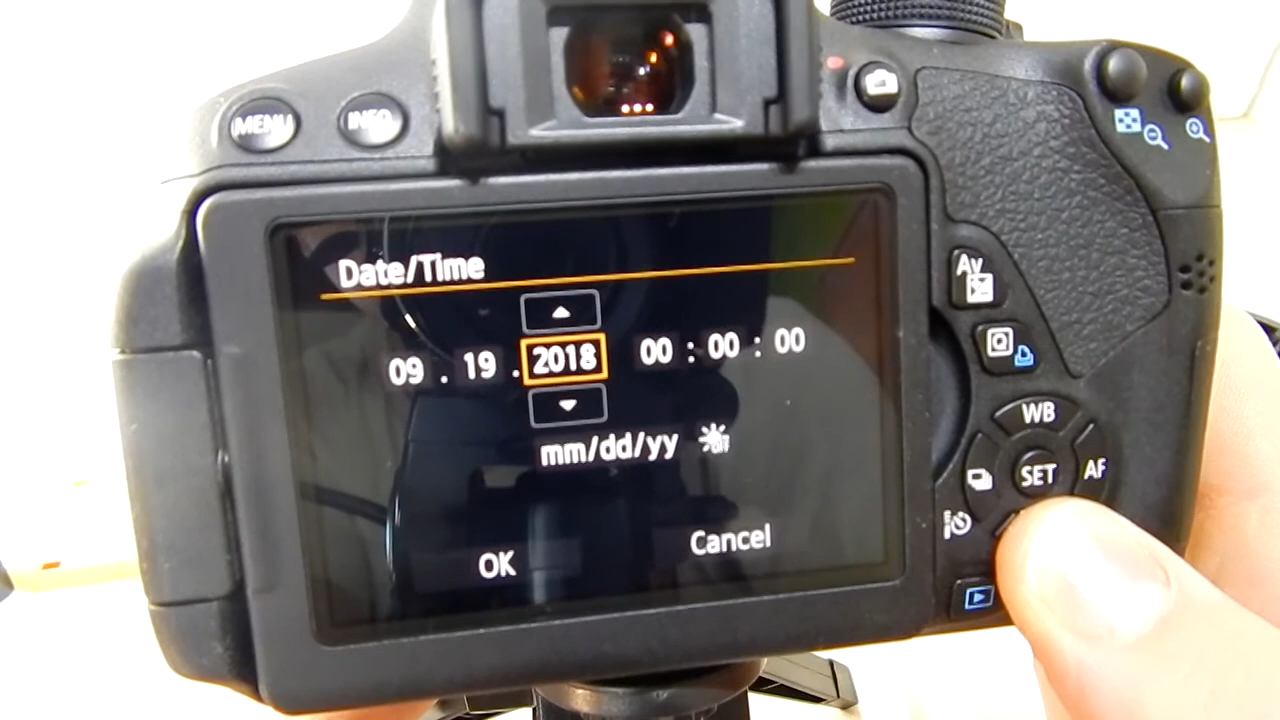 MENU INFO.
Date/Time
09 . 19 . 2018 00 : 00 : 00
mm/dd/yy OFF
OK Cancel
Av
Q
WB
SET AF